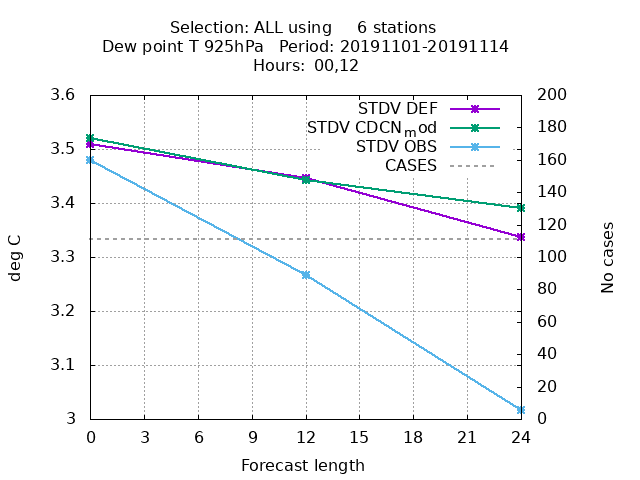 Selection: ALL using     6 stations
Dew point T 925hPa   Period: 20191101-20191114
Hours:  00,12
3.6
3.5
3.4
3.3
3.2
3.1
3
200
180
160
140
120
100
80
60
40
20
0
STDV DEF
STDV CDCNmod
STDV OBS
CASES
deg C
No cases
0 3 6 9 12 15 18 21 24
Forecast length